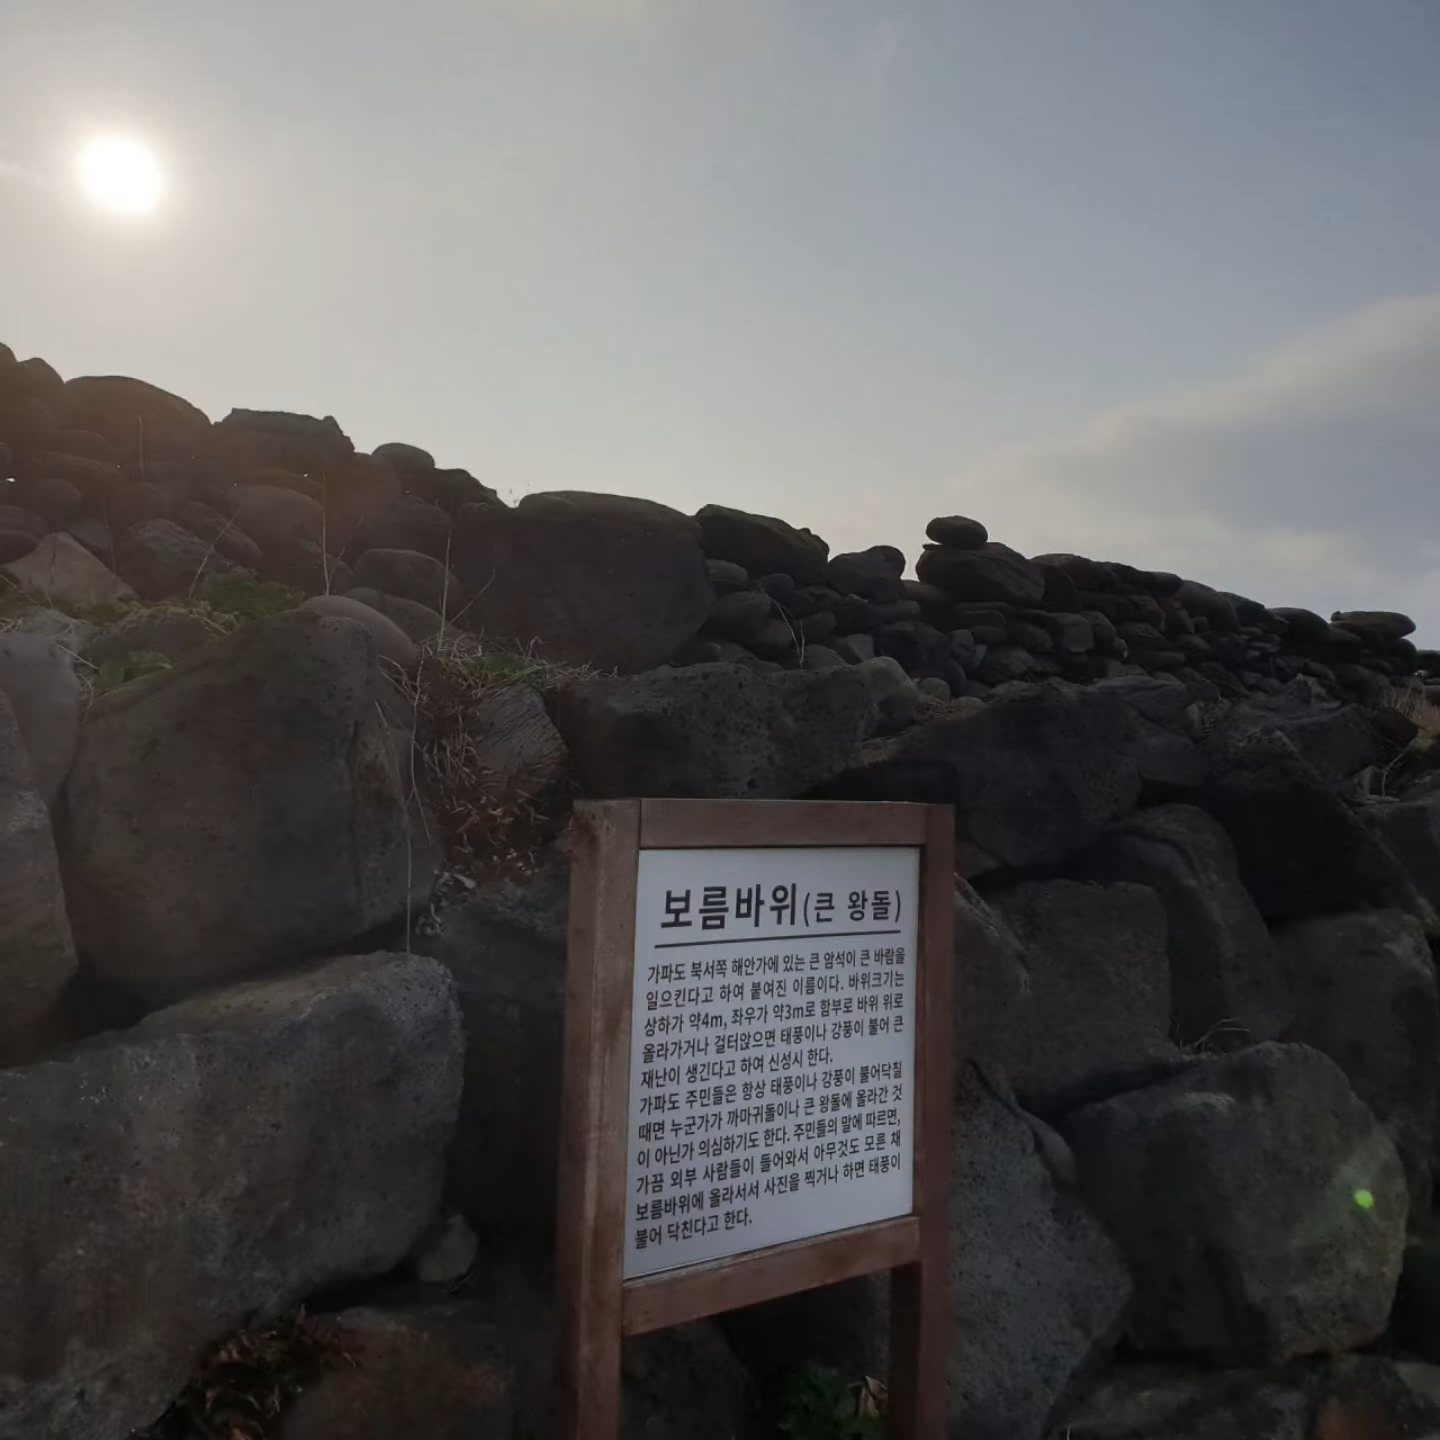 보름바위(큰 왕돌)
가파도 북서쪽 해안가에 있는 큰 암석이 큰 바람을
일으킨다고 하여 붙여진 이름이다. 바위크기는
상하가 약4m, 좌우가 약3m로 함부로 바위 위로
올라가거나 걸터앉으면 태풍이나 강풍이 불어 큰
재난이 생긴다고 하여 신성시 한다.
가파도 주민들은 항상 태풍이나 강풍이 불어닥칠
때면 누군가가 까마귀돌이나 큰 왕돌에 올라간 것
이 아닌가 의심하기도 한다. 주민들의 말에 따르면,
가끔 외부 사람들이 들어와서 아무것도 모른 채
보름바위에 올라서서 사진을 찍거나 하면 태풍이
불어 닥친다고 한다.